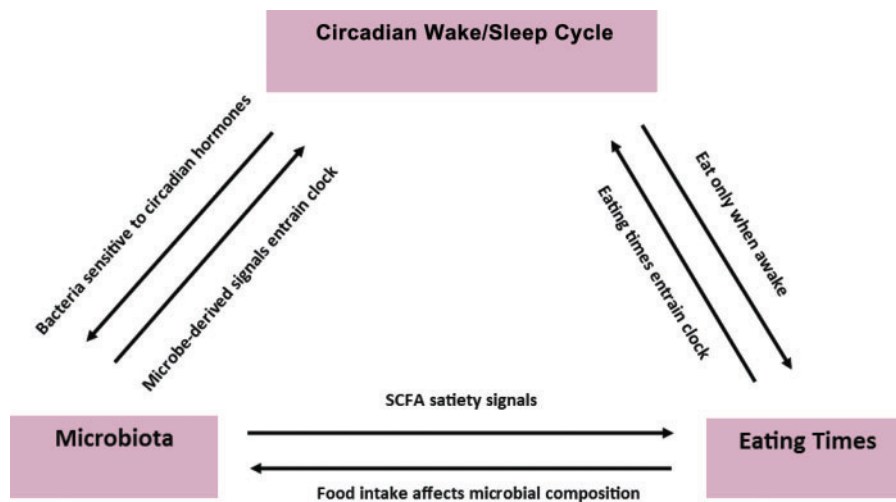 Circadian Wake/Sleep Cycle
Bacteria sensitive to circadian hormones
Microbe-derived signals entrain clock
Eating times entrain clock
Eat only when awake
SCFA satiety signals
Microbiota
Eating Times
Food intake affects microbial composition